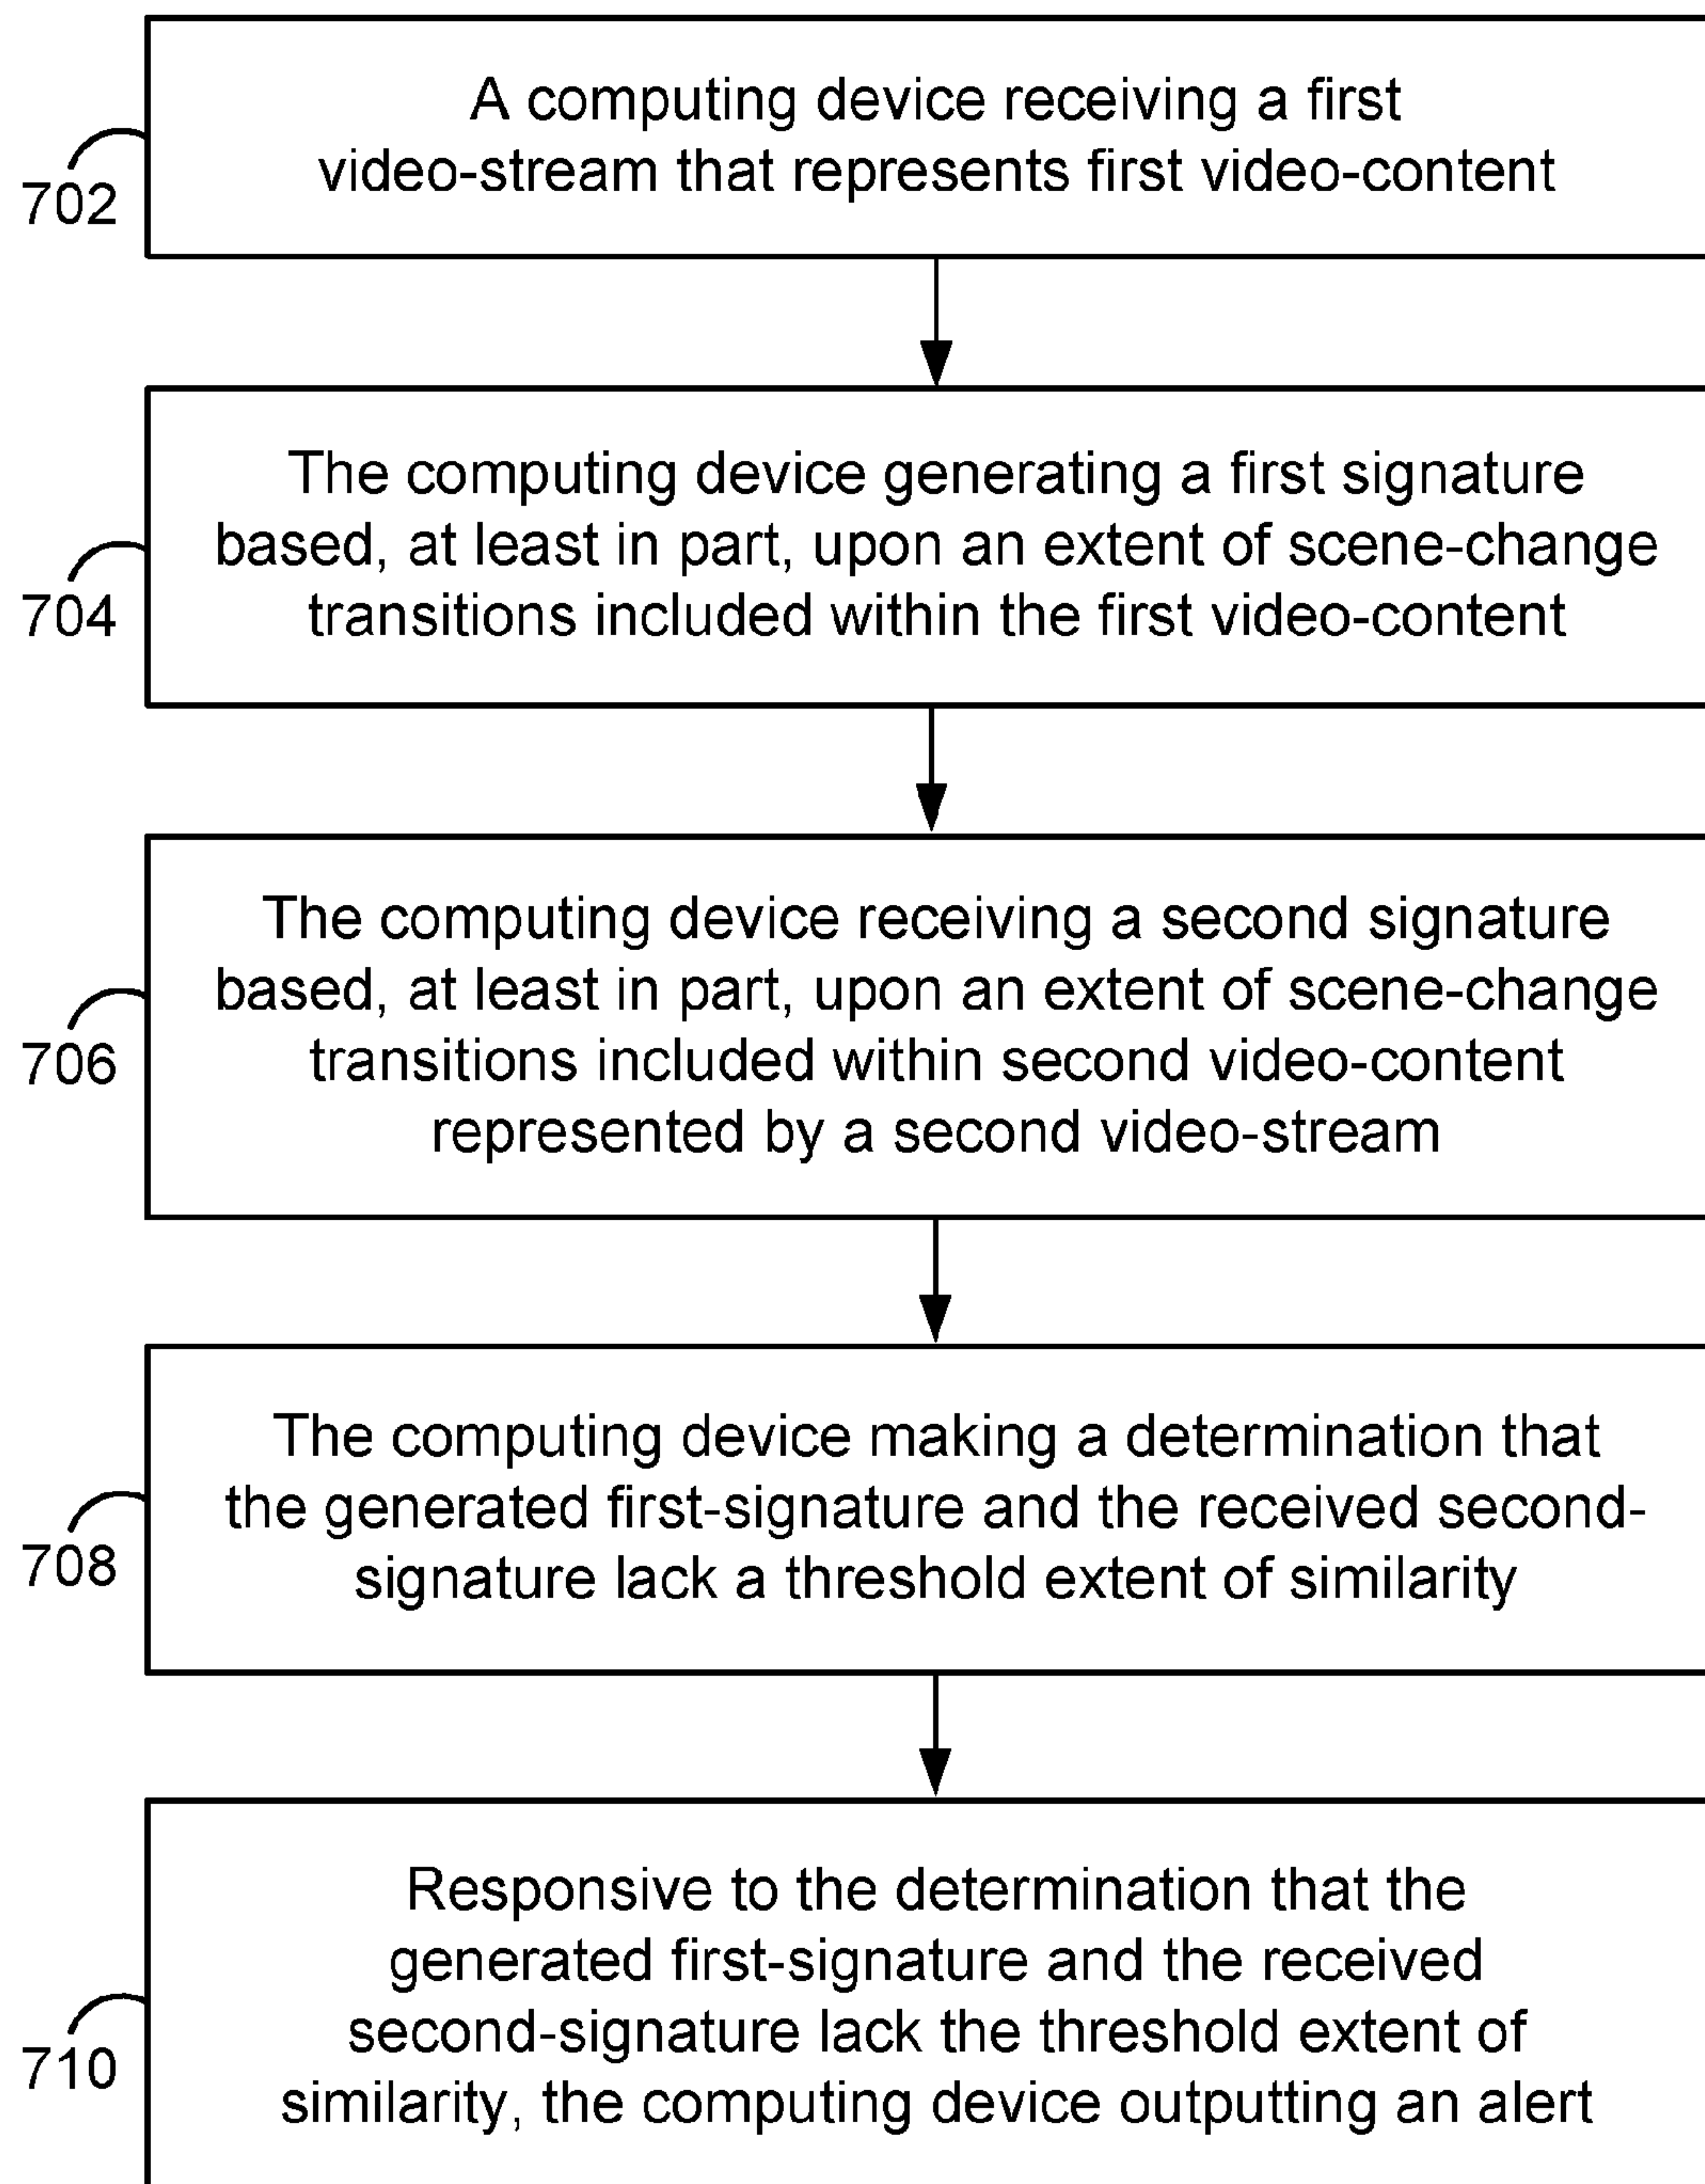 A computing device receiving a first
video-stream that represents first video-content
702
The computing device generating a first signature
based, at least in part, upon an extent of scene-change
transitions included within the first video-content
704
The computing device receiving a second signature
based, at least in part, upon an extent of scene-change
transitions included within second video-content
represented by a second video-stream
706
The computing device making a determination that
the generated first-signature and the received second-
signature lack a threshold extent of similarity
708
Responsive to the determination that the
generated first-signature and the received
second-signature lack the threshold extent of
similarity, the computing device outputting an alert
710